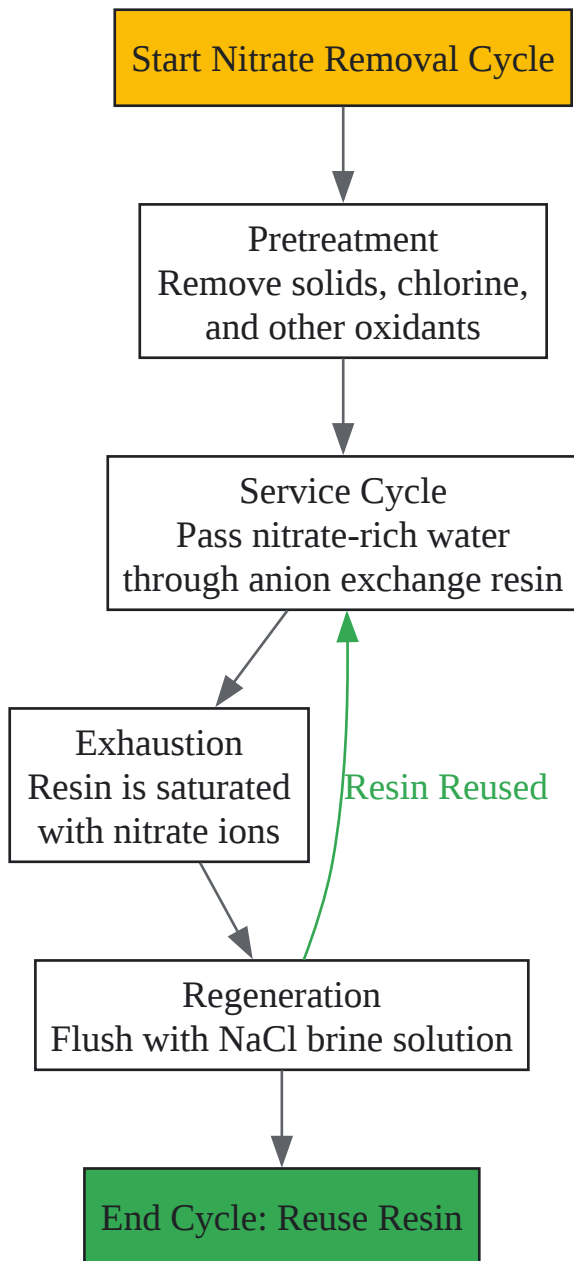 Start Nitrate Removal Cycle
Pretreatment
Remove solids, chlorine,
and other oxidants
Service Cycle
Pass nitrate-rich water
through anion exchange resin
Exhaustion
Resin is saturated
with nitrate ions
Resin Reused
Regeneration
Flush with NaCl brine solution
End Cycle: Reuse Resin